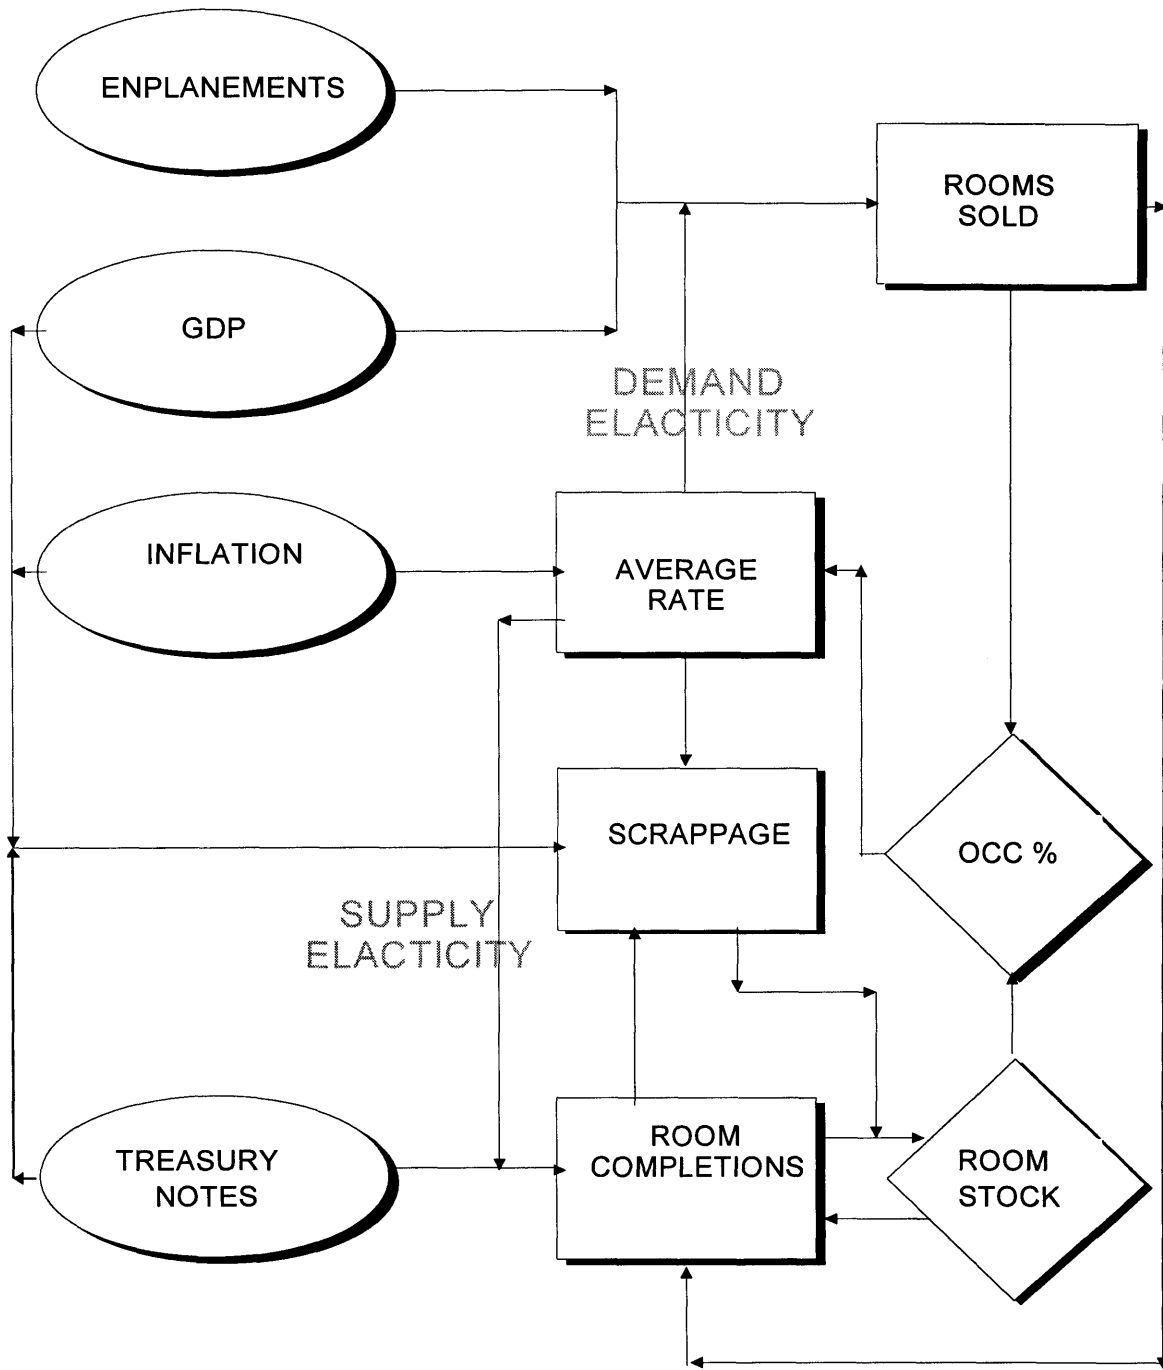 ENPLANEMENTS
ROOMS
SOLD
GDP
DEMAND
ELACTICITY
INFLATION
AVERAGE
RATE
SCRAPPAGE
OCC %
SUPPLY
ELACTICITY
TREASURY
NOTES
ROOM
COMPLETIONS
ROOM
STOCK